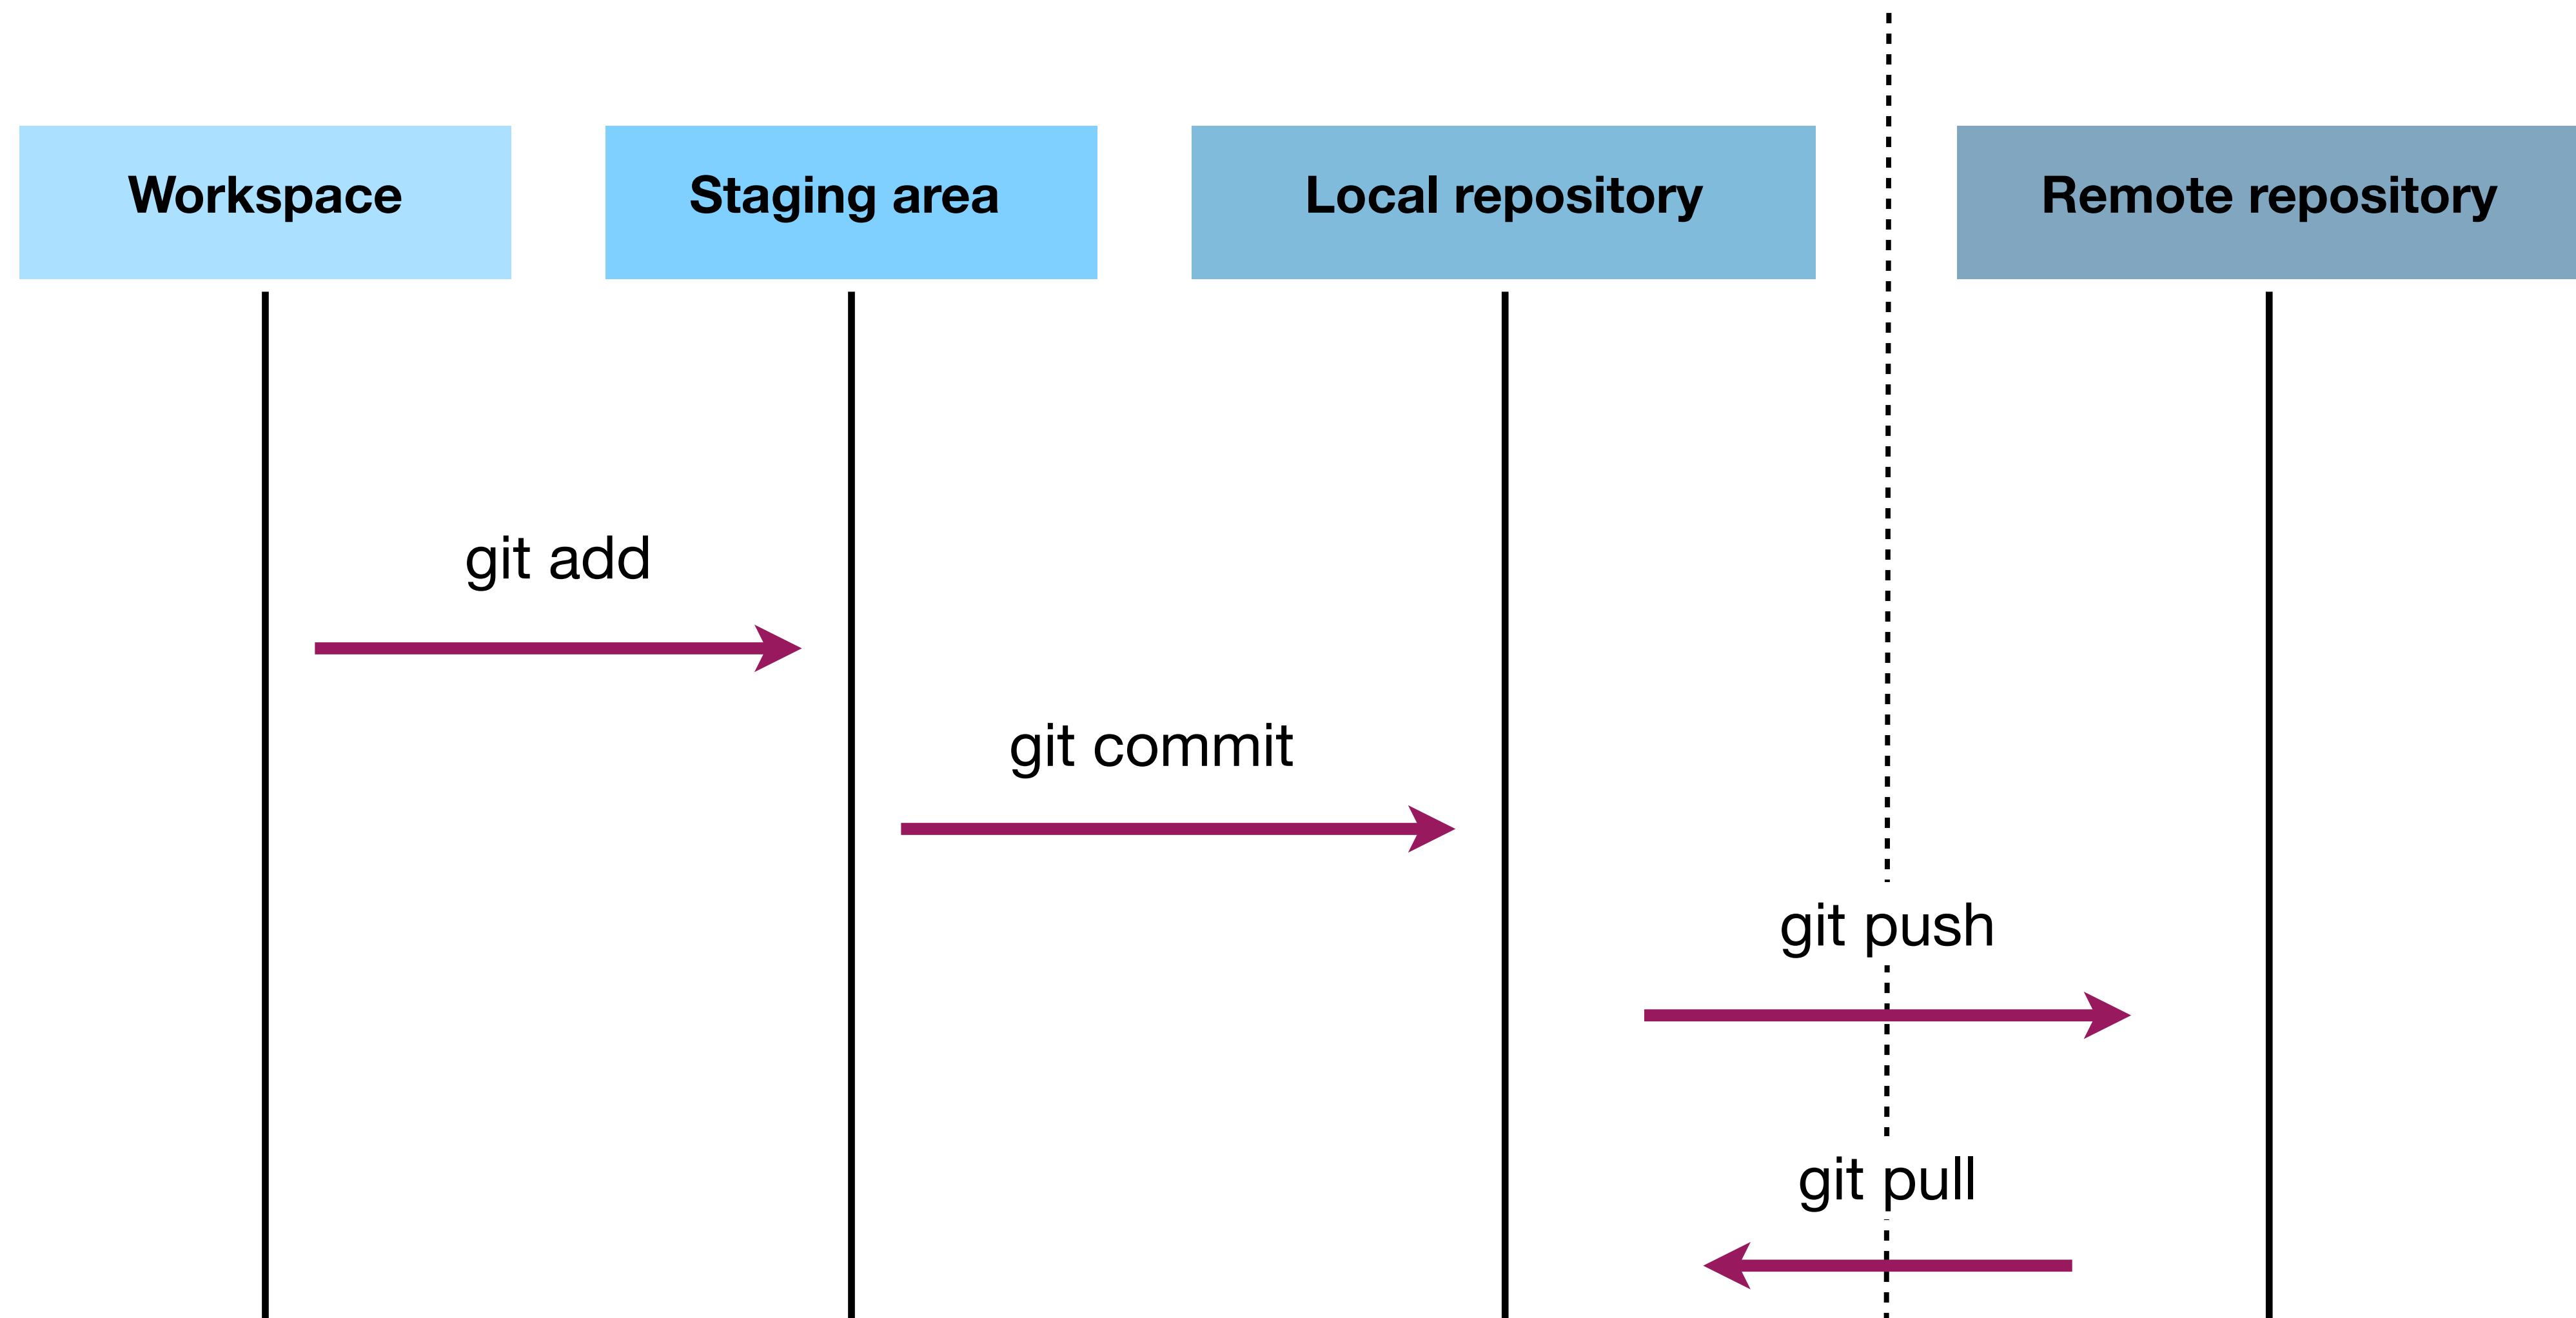 Workspace
Staging area
Local repository
Remote repository
git add
git commit
git push
git pull